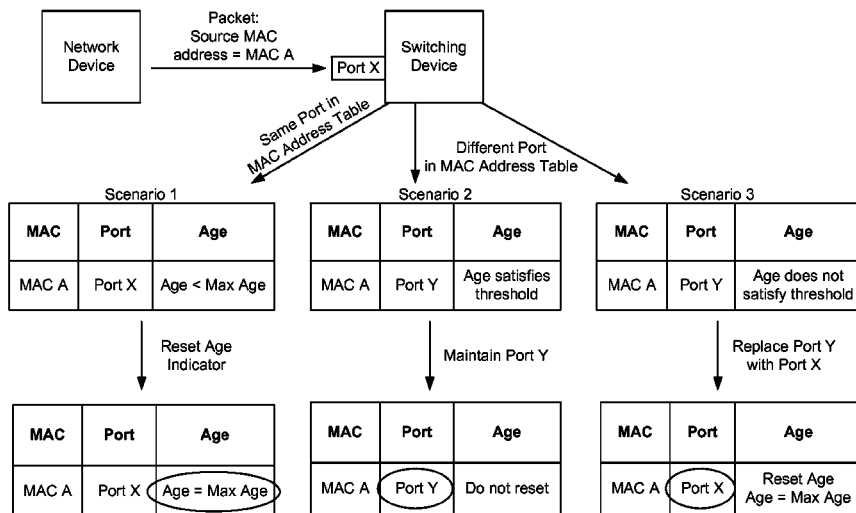 Packet:
Source MAC
address = MAC A
Network
Device
Port X
Switching
Device
Same Port in
MAC Address Table
Different Port
in MAC Address Table
Scenario 1
MAC Port Age
MAC A Port X Age < Max Age
Reset Age
Indicator
MAC Port Age
MAC A Port X Age = Max Age
Scenario 2
MAC Port Age
MAC A Port Y Age satisfies
threshold
Maintain Port Y
MAC Port Age
MAC A Port Y Do not reset
Scenario 3
MAC Port Age
MAC A Port Y Age does not
satisfy threshold
Replace Port Y
with Port X
MAC Port Age
MAC A Port X Reset Age
Age = Max Age